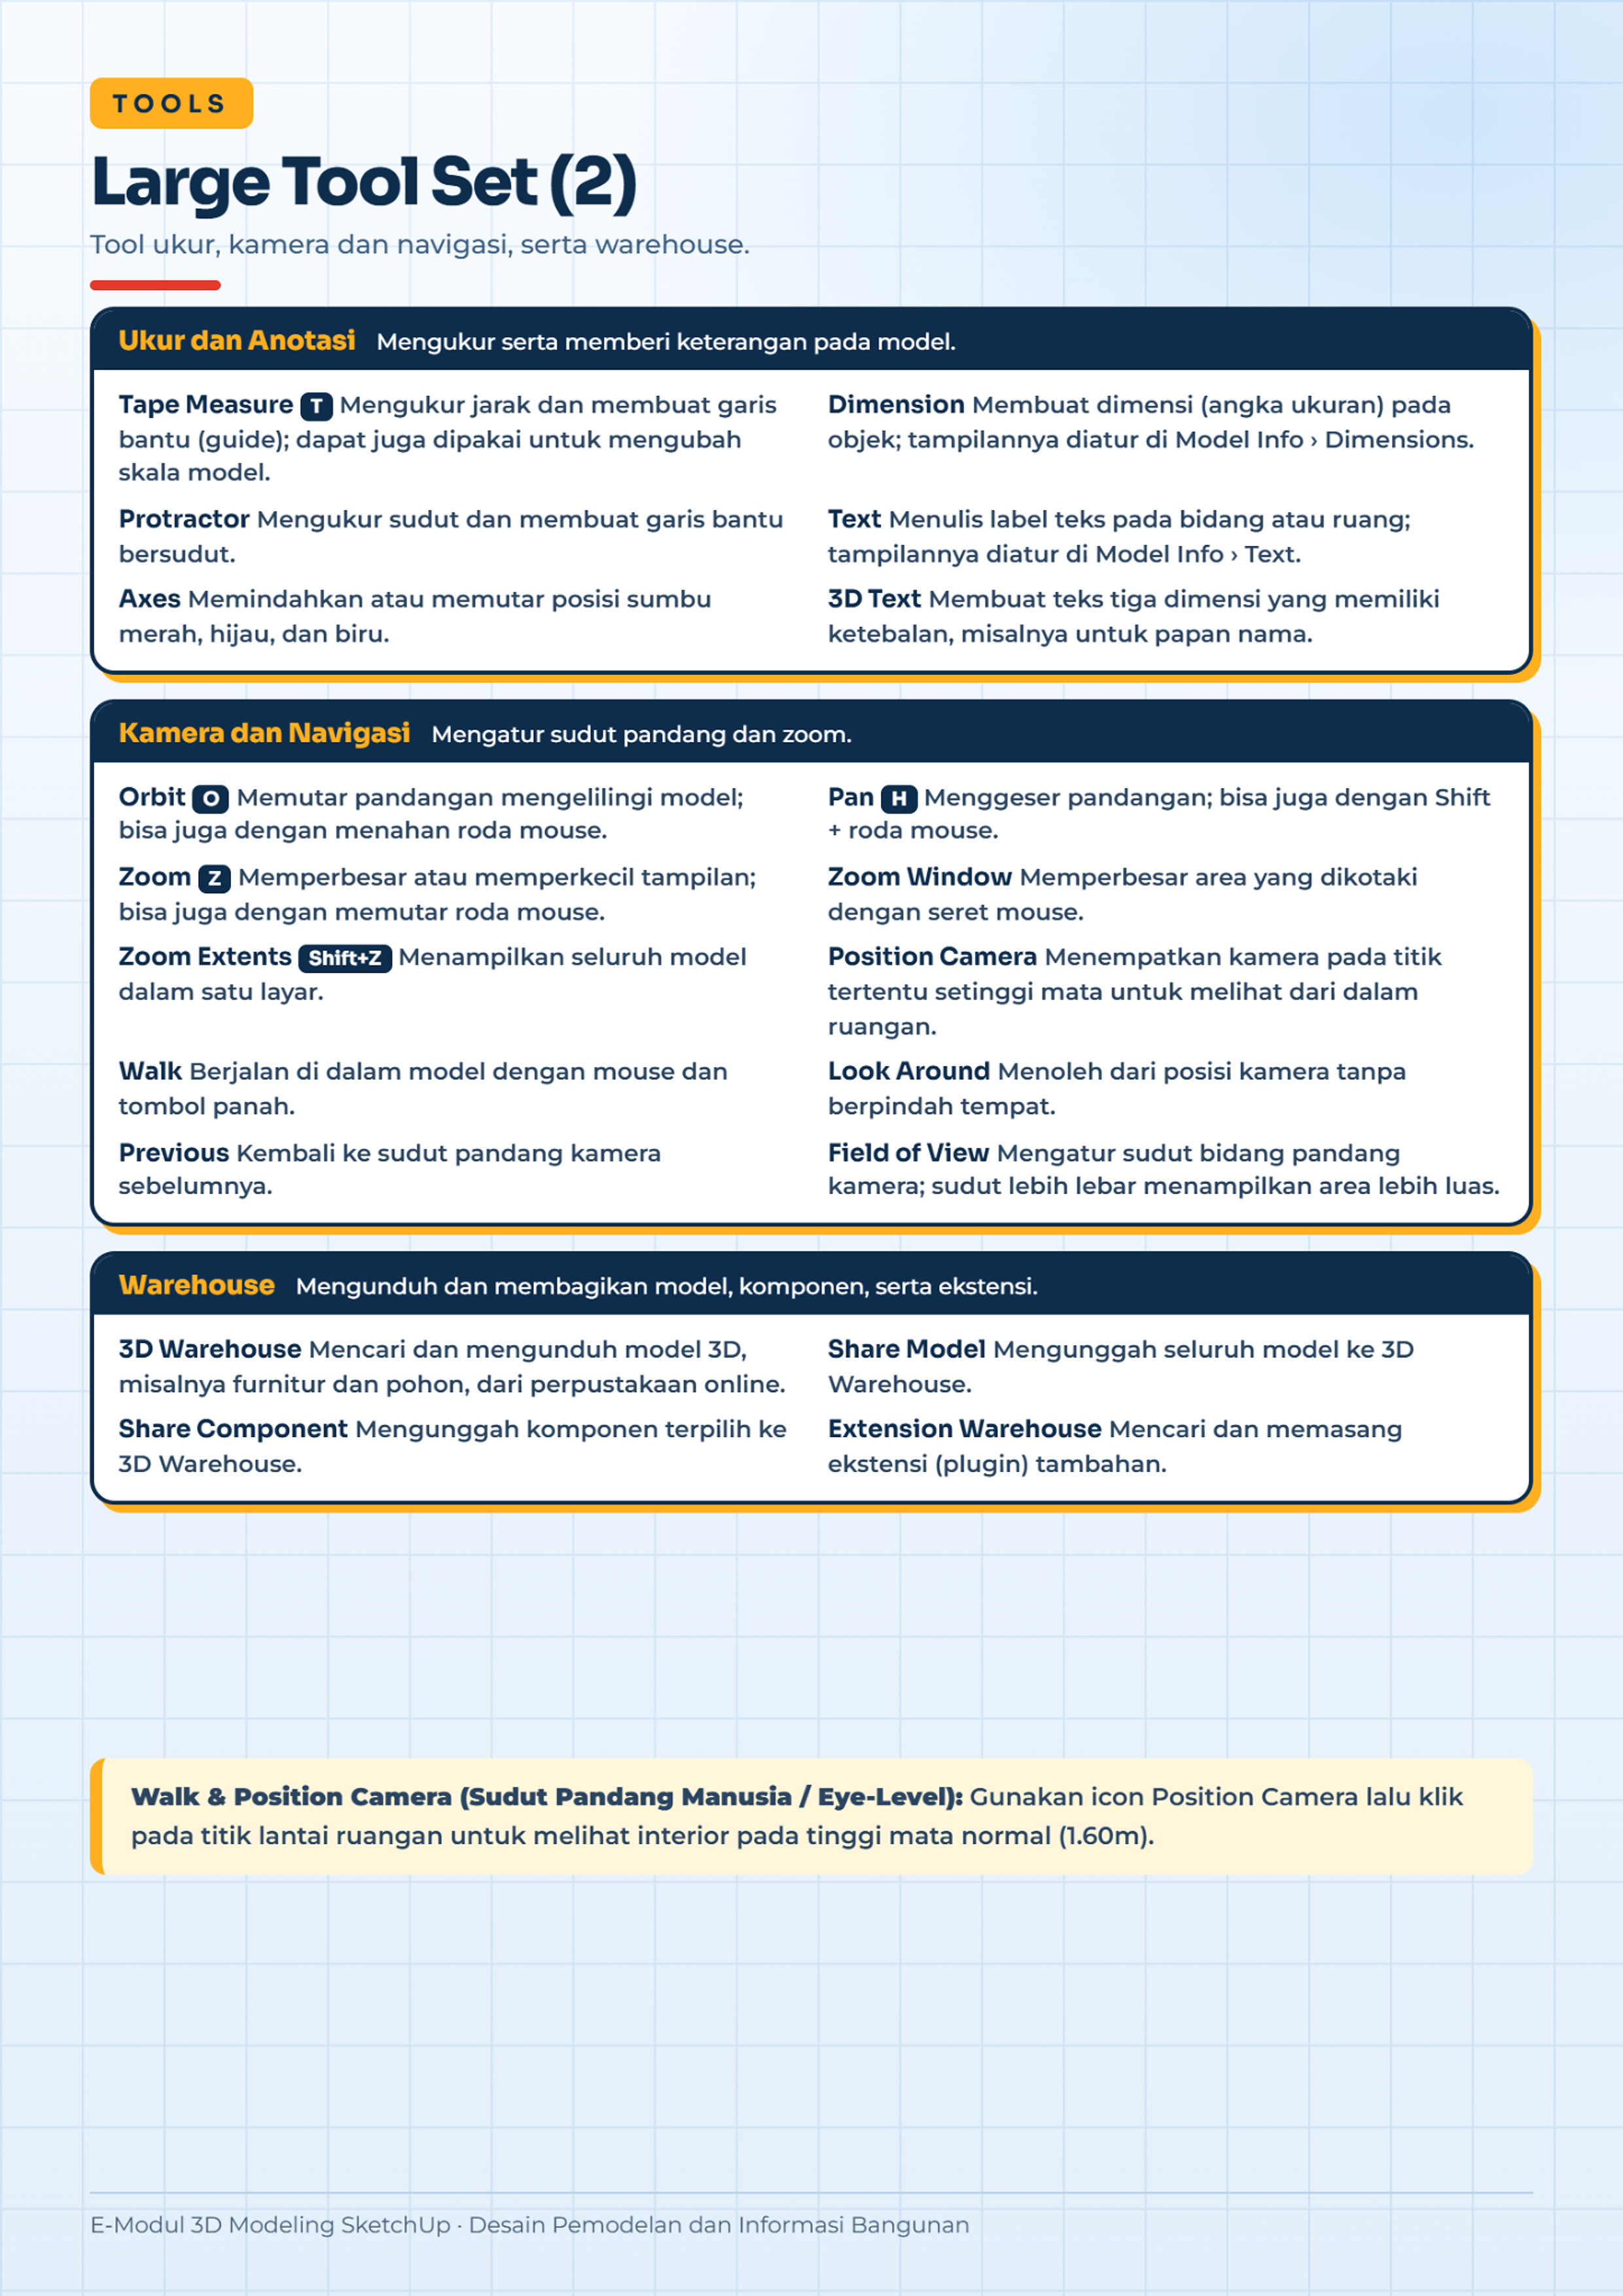 TOOLS
Large Tool Set (2)
Tool ukur, kamera dan navigasi, serta warehouse.
Ukur dan Anotasi Mengukur serta memberi keterangan pada model.
Tape Measure T Mengukur jarak dan membuat garis
bantu (guide); dapat juga dipakai untuk mengubah
skala model.
Dimension Membuat dimensi (angka ukuran) pada
objek; tampilannya diatur di Model Info › Dimensions.
Protractor Mengukur sudut dan membuat garis bantu
bersudut.
Text Menulis label teks pada bidang atau ruang;
tampilannya diatur di Model Info › Text.
Axes Memindahkan atau memutar posisi sumbu
merah, hijau, dan biru.
3D Text Membuat teks tiga dimensi yang memiliki
ketebalan, misalnya untuk papan nama.
Kamera dan Navigasi Mengatur sudut pandang dan zoom.
Orbit O Memutar pandangan mengelilingi model;
bisa juga dengan menahan roda mouse.
Pan H Menggeser pandangan; bisa juga dengan Shift
+ roda mouse.
Zoom Z Memperbesar atau memperkecil tampilan;
bisa juga dengan memutar roda mouse.
Zoom Window Memperbesar area yang dikotaki
dengan seret mouse.
Zoom Extents Shift+Z Menampilkan seluruh model
dalam satu layar.
Position Camera Menempatkan kamera pada titik
tertentu setinggi mata untuk melihat dari dalam
ruangan.
Walk Berjalan di dalam model dengan mouse dan
tombol panah.
Look Around Menoleh dari posisi kamera tanpa
berpindah tempat.
Previous Kembali ke sudut pandang kamera
sebelumnya.
Field of View Mengatur sudut bidang pandang
kamera; sudut lebih lebar menampilkan area lebih luas.
Warehouse Mengunduh dan membagikan model, komponen, serta ekstensi.
3D Warehouse Mencari dan mengunduh model 3D,
misalnya furnitur dan pohon, dari perpustakaan online.
Share Model Mengunggah seluruh model ke 3D
Warehouse.
Share Component Mengunggah komponen terpilih ke
3D Warehouse.
Extension Warehouse Mencari dan memasang
ekstensi (plugin) tambahan.
Walk & Position Camera (Sudut Pandang Manusia / Eye-Level): Gunakan icon Position Camera lalu klik
pada titik lantai ruangan untuk melihat interior pada tinggi mata normal (1.60m).
E-Modul 3D Modeling SketchUp · Desain Pemodelan dan Informasi Bangunan